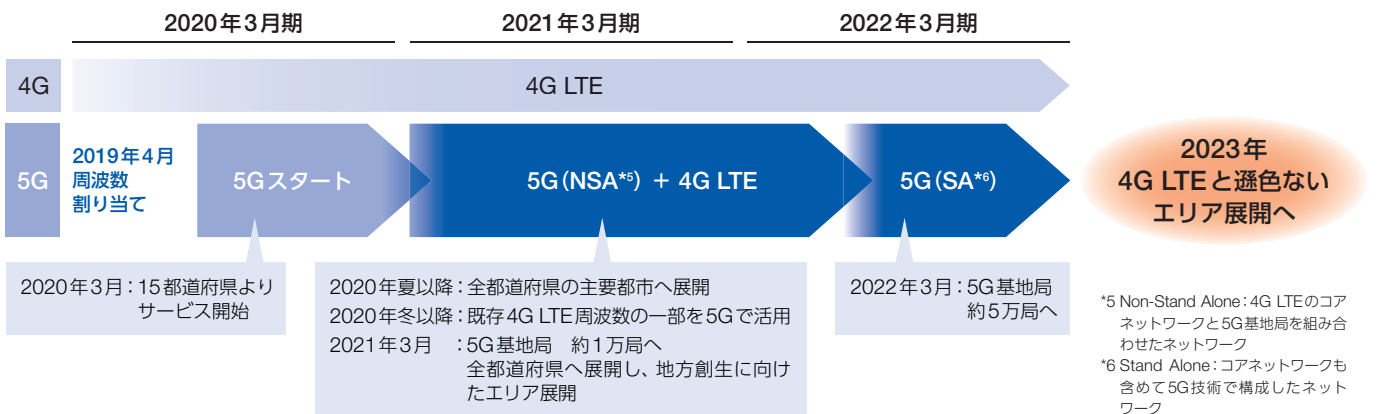 2020年3月期
2021年3月期
2022年3月期
4G
4G LTE
5G
2019年4月
周波数
割り当て
5Gスタート
5G(NSA*5) + 4G LTE
5G(SA*6)
2023年
4G LTEと遜色ない
エリア展開へ
2020年3月：15都道府県より
サービス開始
2020年夏以降：全都道府県の主要都市へ展開
2020年冬以降：既存4G LTE周波数の一部を5Gで活用
2021年3月　：5G基地局　約1万局へ
全都道府県へ展開し、地方創生に向け
たエリア展開
2022年3月：5G基地局
約5万局へ
*5 Non-Stand Alone：4G LTEのコア
ネットワークと5G基地局を組み合
わせたネットワーク
*6 Stand Alone：コアネットワークも
含めて5G技術で構成したネット
ワーク